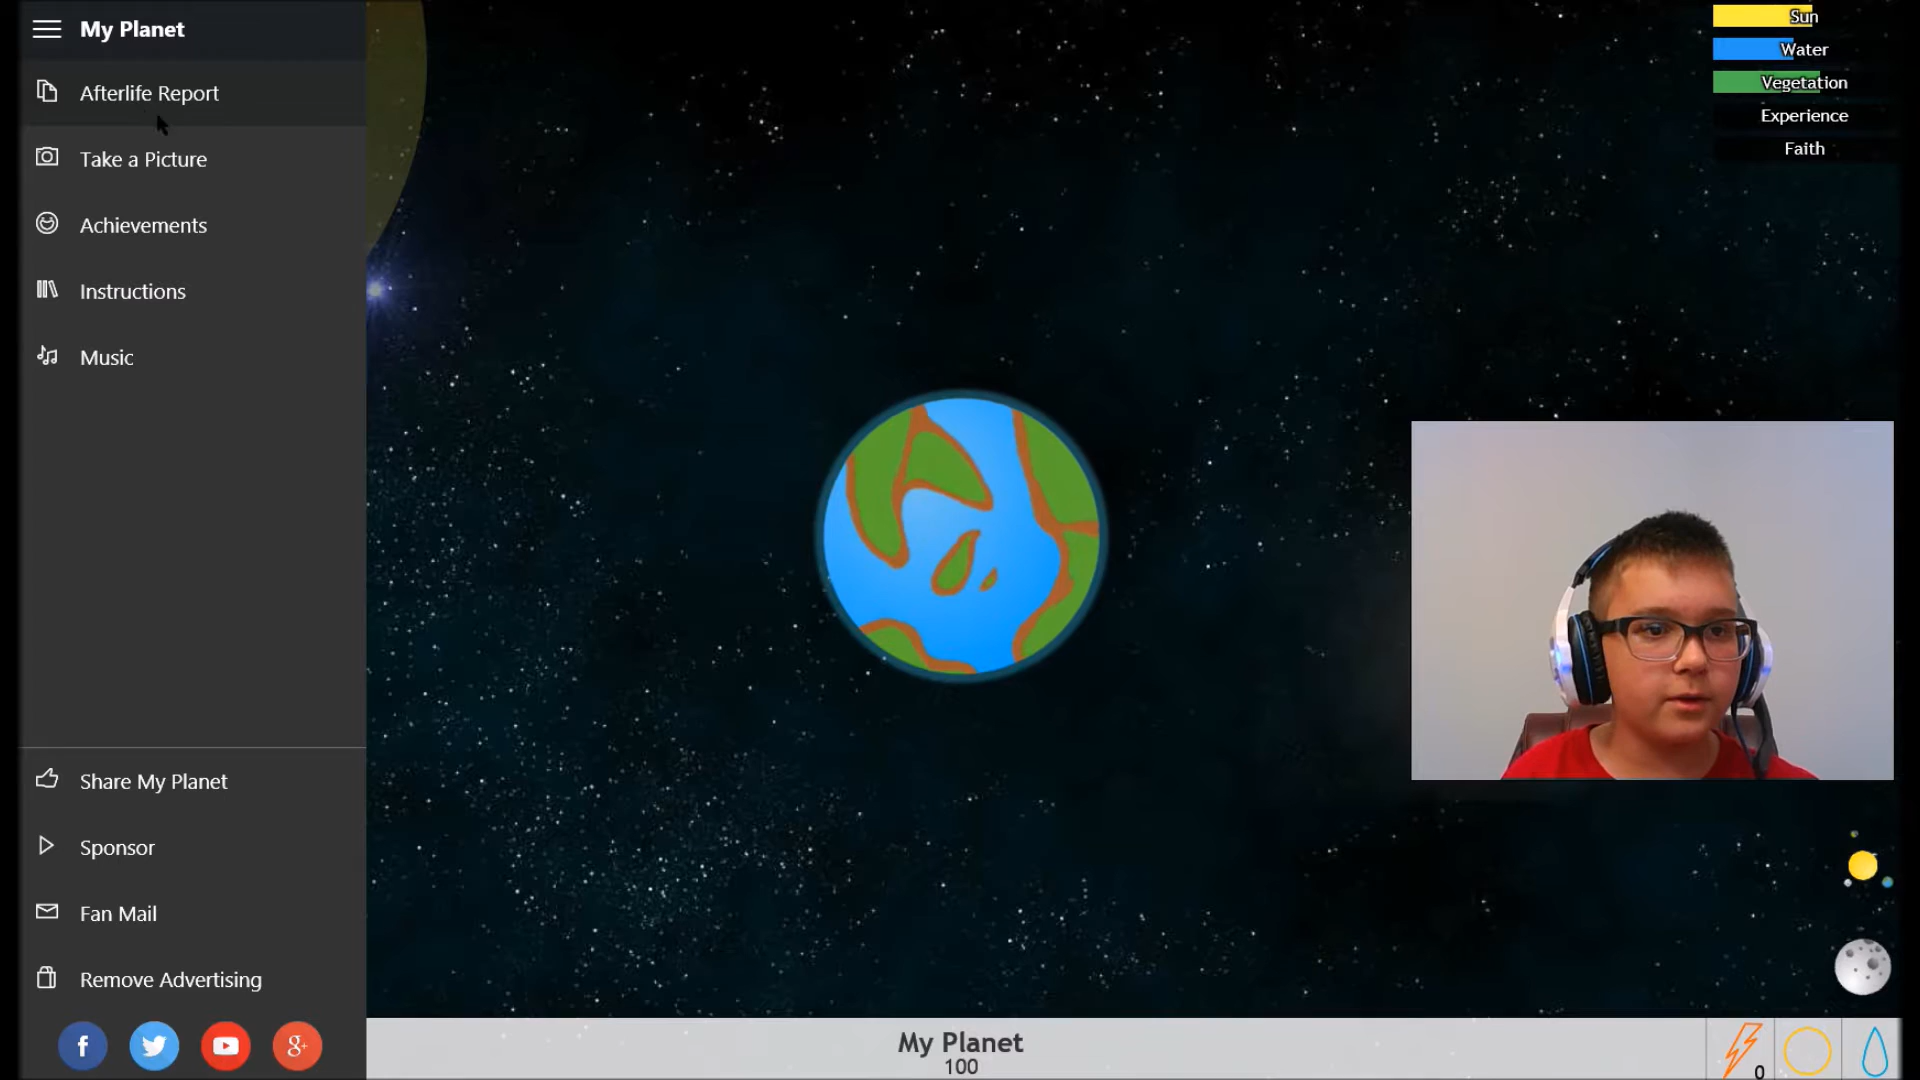 My Planet
Afterlife Report
Take a Picture
Achievements
Instructions
Music
Share My Planet
Sponsor
Fan Mail
Remove Advertising
f
g+
Sun
Water
Vegetation
Experience
Faith
My Planet
100
0